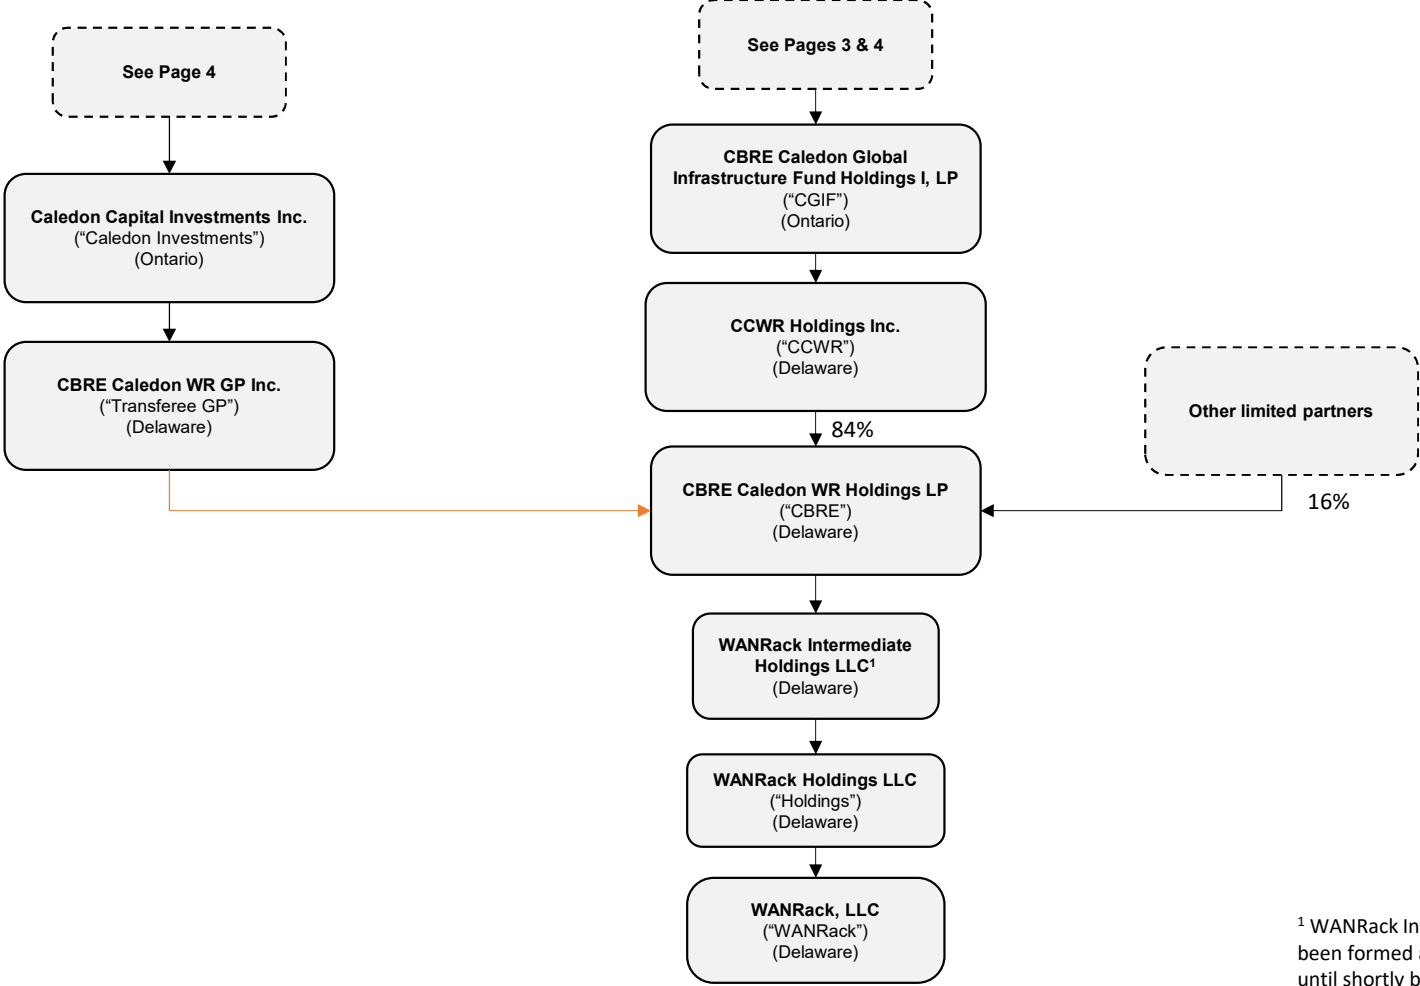 See Page 4
See Pages 3 & 4
CBRE Caledon Global
Infrastructure Fund Holdings I, LP
(“CGIF”)
(Ontario)
Caledon Capital Investments Inc.
(“Caledon Investments”)
(Ontario)
CCWR Holdings Inc.
(“CCWR”)
(Delaware)
CBRE Caledon WR GP Inc.
(“Transferee GP”)
(Delaware)
Other limited partners
84%
16%
CBRE Caledon WR Holdings LP
(“CBRE”)
(Delaware)
WANRack Intermediate
Holdings LLC¹
(Delaware)
WANRack Holdings LLC
(“Holdings”)
(Delaware)
WANRack, LLC
(“WANRack”)
(Delaware)
¹ WANRack In
been formed
until shortly b